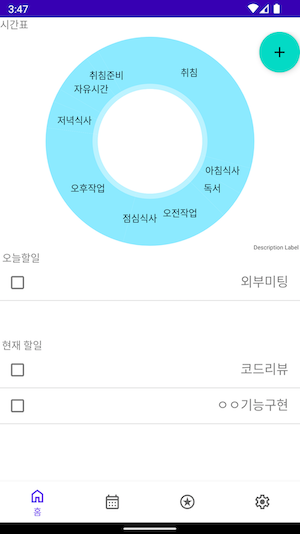 3:47
시간표
취침준비
취침
자유시간
저녁식사
아침식사
오후작업
독서
점심식사
오전작업
Description Label
오늘할일
외부미팅
현재 할일
코드리뷰
ㅇㅇ기능구현
홈